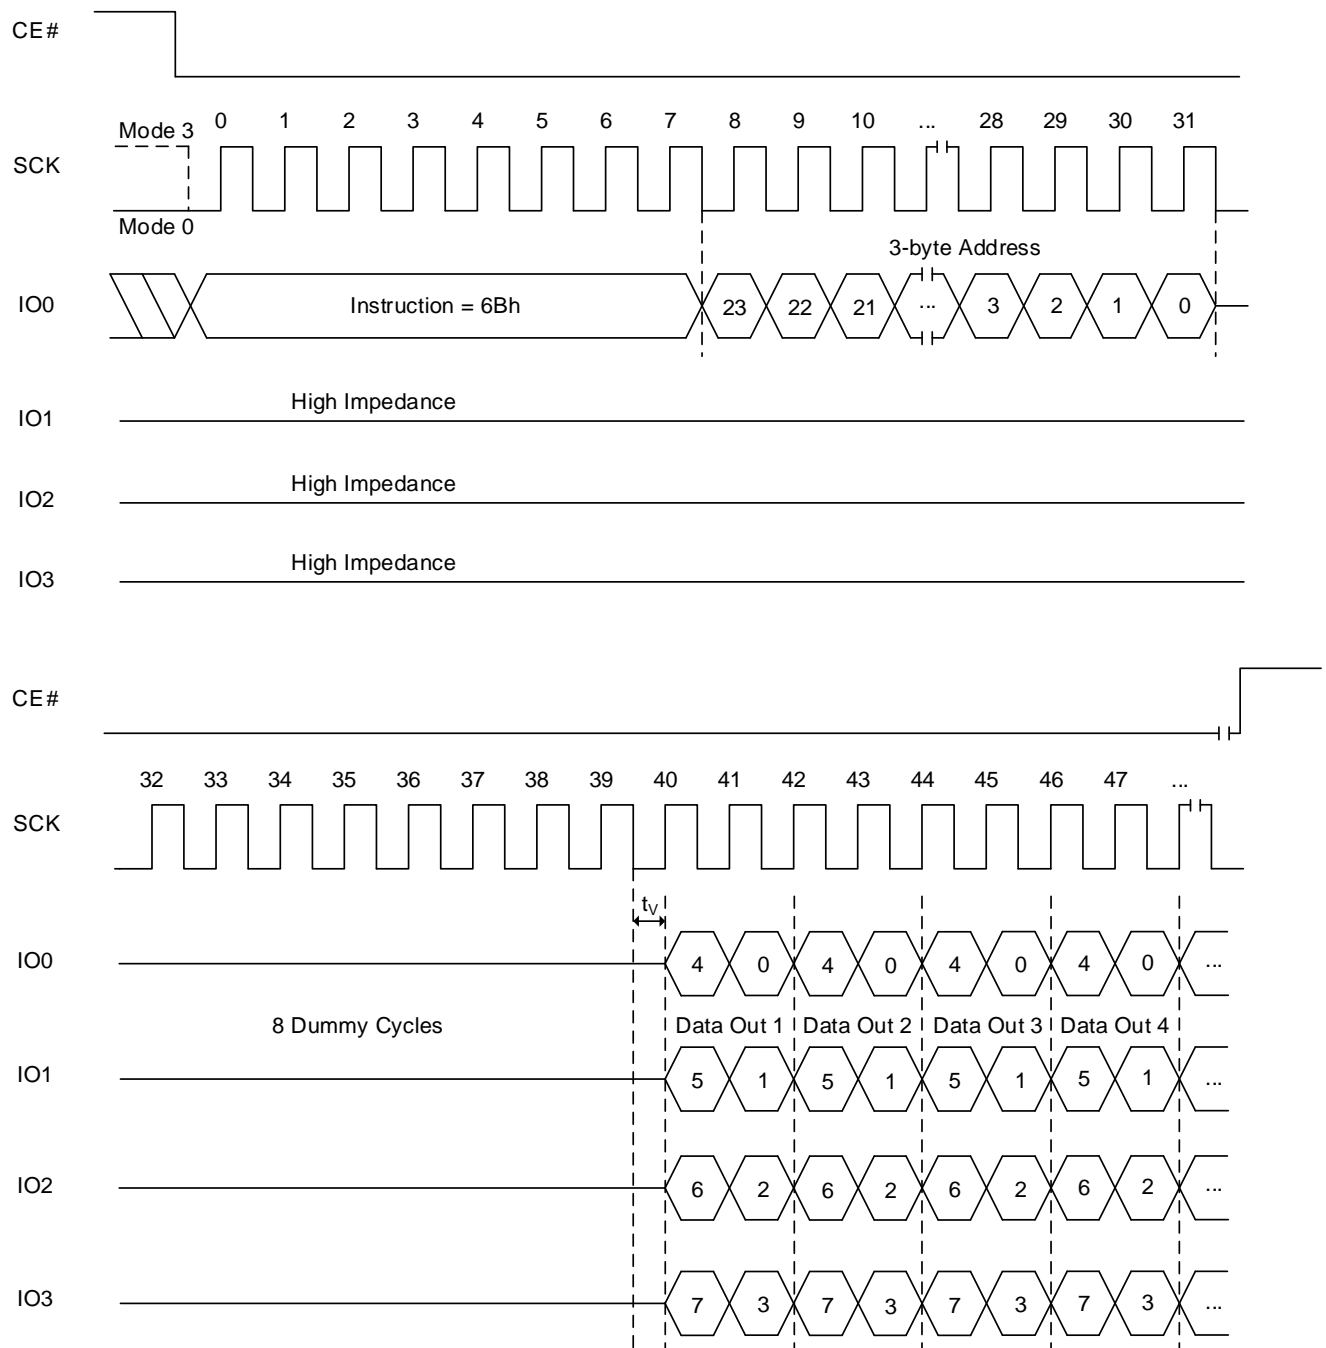 CE#
Mode 3 0 1 2 3 4 5 6 7 8 9 10 ... 28 29 30 31
SCK
Mode 0
3-byte Address
IO0 Instruction = 6Bh 23 22 21 ... 3 2 1 0
High Impedance
IO1
High Impedance
IO2
High Impedance
IO3
CE#
32 33 34 35 36 37 38 39 40 41 42 43 44 45 46 47 ...
SCK
tV
IO0 4 0 4 0 4 0 4 0 ...
8 Dummy Cycles Data Out 1 Data Out 2 Data Out 3 Data Out 4
IO1 5 1 5 1 5 1 5 1 ...
IO2 6 2 6 2 6 2 6 2 ...
IO3 7 3 7 3 7 3 7 3 ...